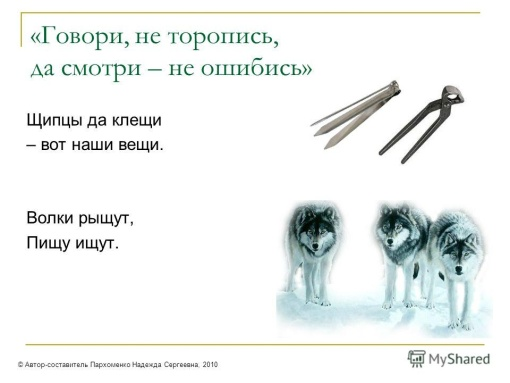 «Говори, не торопись,
да смотри – не ошибись»
Щипцы да клещи
– вот наши вещи.
Волки рыщут,
Пищу ищут.
© Автор-составитель Пархоменко Надежда Сергеевна, 2010
MyShared